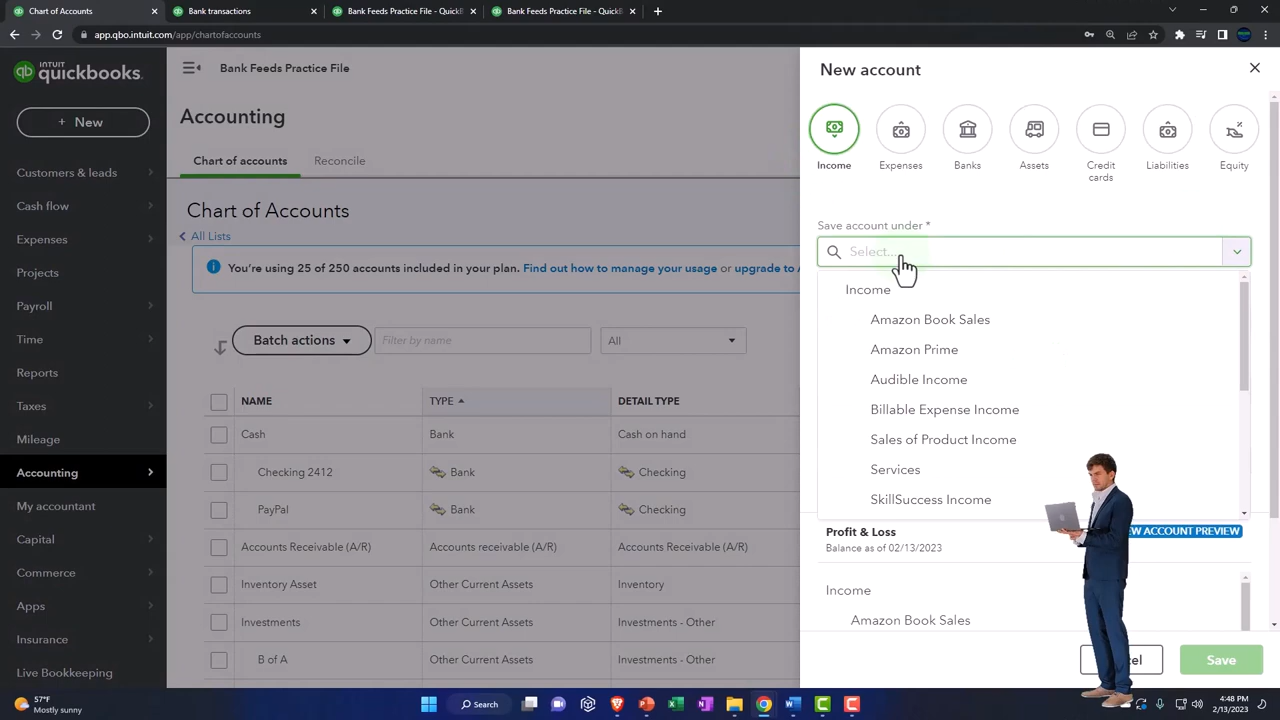 Chart of Accounts
Bank transactions
Bank Feeds Practice File - QuickB
Bank Feeds Practice File - QuickB
app.qbo.intuit.com/app/chartofaccounts
INTUIT
quickbooks.
Bank Feeds Practice File
+ New
Customers & leads
Cash flow
Expenses
Projects
Payroll
Time
Reports
Taxes
Mileage
Accounting
My accountant
Capital
Commerce
Apps
Insurance
Live Bookkeeping
Accounting
Chart of accounts
Reconcile
Chart of Accounts
All Lists
You're using 25 of 250 accounts included in your plan. Find out how to manage your usage or upgrade to A
Batch actions
Filter by name
All
NAME TYPE DETAIL TYPE
Cash Bank Cash on hand
Checking 2412 Bank Checking
PayPal Bank Checking
Accounts Receivable (A/R) Accounts receivable (A/R) Accounts Receivable (A/R)
Inventory Asset Other Current Assets Inventory
Investments Other Current Assets Investments - Other
B of A Other Current Assets Investments - Other
New account
Income
Expenses
Banks
Assets
Credit
cards
Liabilities
Equity
Save account under *
Select...
Income
Amazon Book Sales
Amazon Prime
Audible Income
Billable Expense Income
Sales of Product Income
Services
SkillSuccess Income
Profit & Loss
EW ACCOUNT PREVIEW
Balance as of 02/13/2023
Income
Amazon Book Sales
Save
57°F
Mostly sunny
Search
4:48 PM
2/13/2023